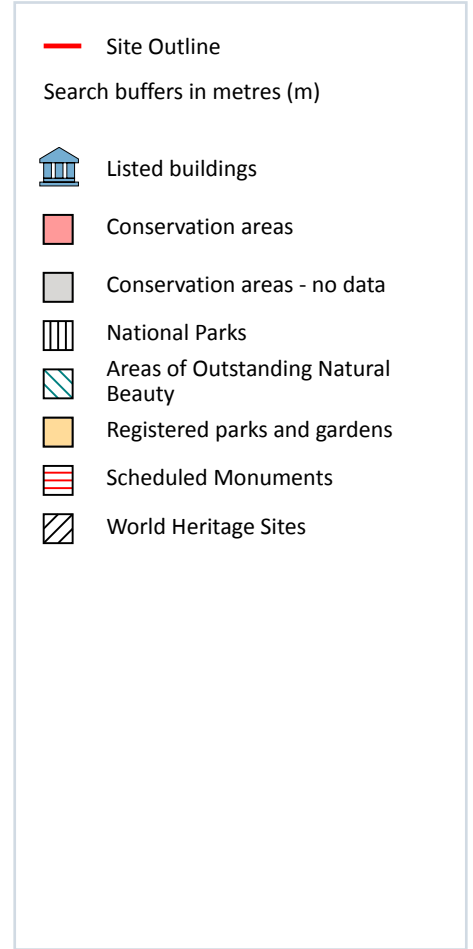 Site Outline
Search buffers in metres (m)
Listed buildings
Conservation areas
Conservation areas - no data
National Parks
Areas of Outstanding Natural
Beauty
Registered parks and gardens
Scheduled Monuments
World Heritage Sites